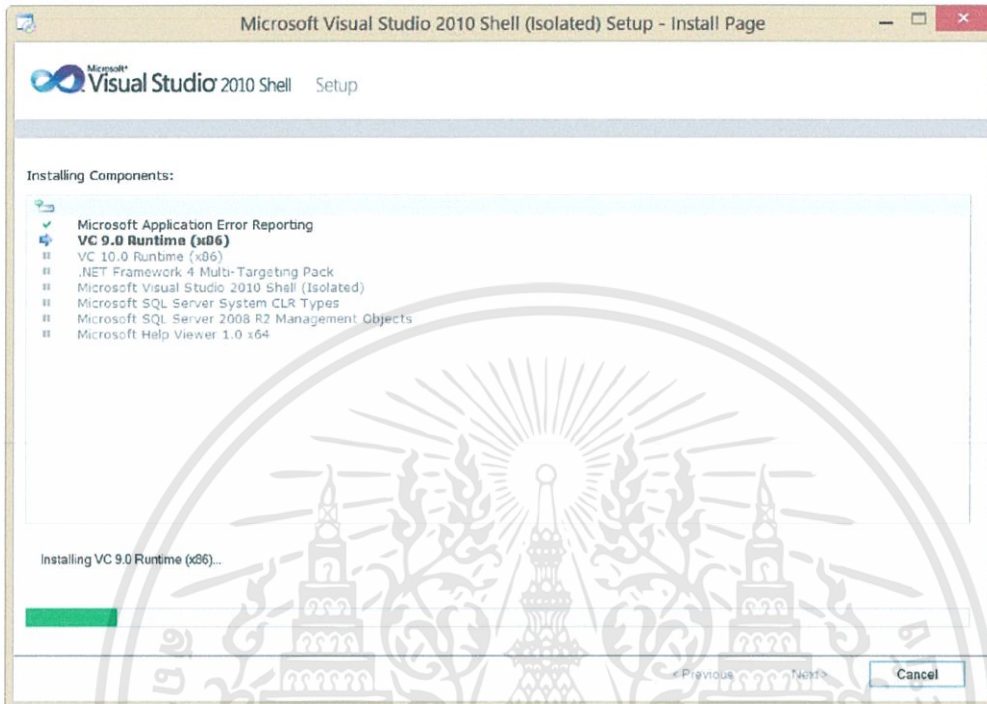 Microsoft Visual Studio 2010 Shell (Isolated) Setup - Install Page
Microsoft®
Visual Studio 2010 Shell Setup
Installing Components:
Microsoft Application Error Reporting
VC 9.0 Runtime (x86)
VC 10.0 Runtime (x86)
.NET Framework 4 Multi-Targeting Pack
Microsoft Visual Studio 2010 Shell (Isolated)
Microsoft SQL Server System CLR Types
Microsoft SQL Server 2008 R2 Management Objects
Microsoft Help Viewer 1.0 x64
Installing VC 9.0 Runtime (x86)...
< Previous Next > Cancel